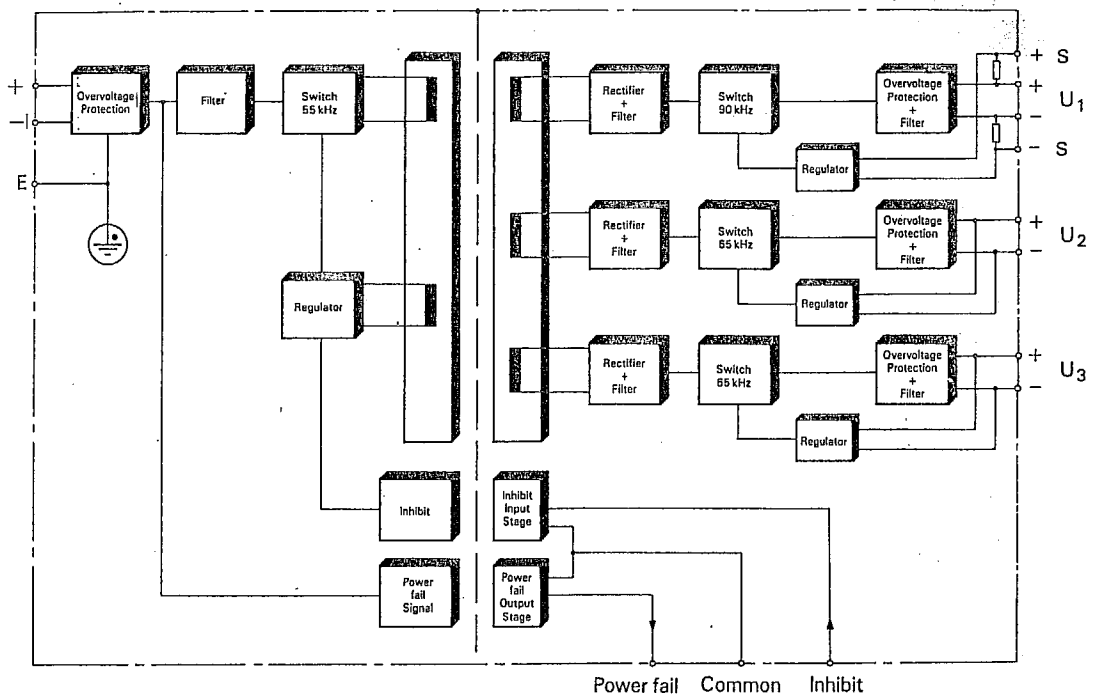 +
−
E
Overvoltage
Protection
Filter
Switch
55 kHz
Regulator
Inhibit
Power
fail
Signal
Rectifier
+
Filter
Switch
90 kHz
Overvoltage
Protection
+
Filter
Regulator
+ S
+
U1
−
− S
Rectifier
+
Filter
Switch
65 kHz
Overvoltage
Protection
+
Filter
Regulator
+
U2
−
Rectifier
+
Filter
Switch
65 kHz
Overvoltage
Protection
+
Filter
Regulator
+
U3
−
Inhibit
Input
Stage
Power
fail
Output
Stage
Power fail Common Inhibit